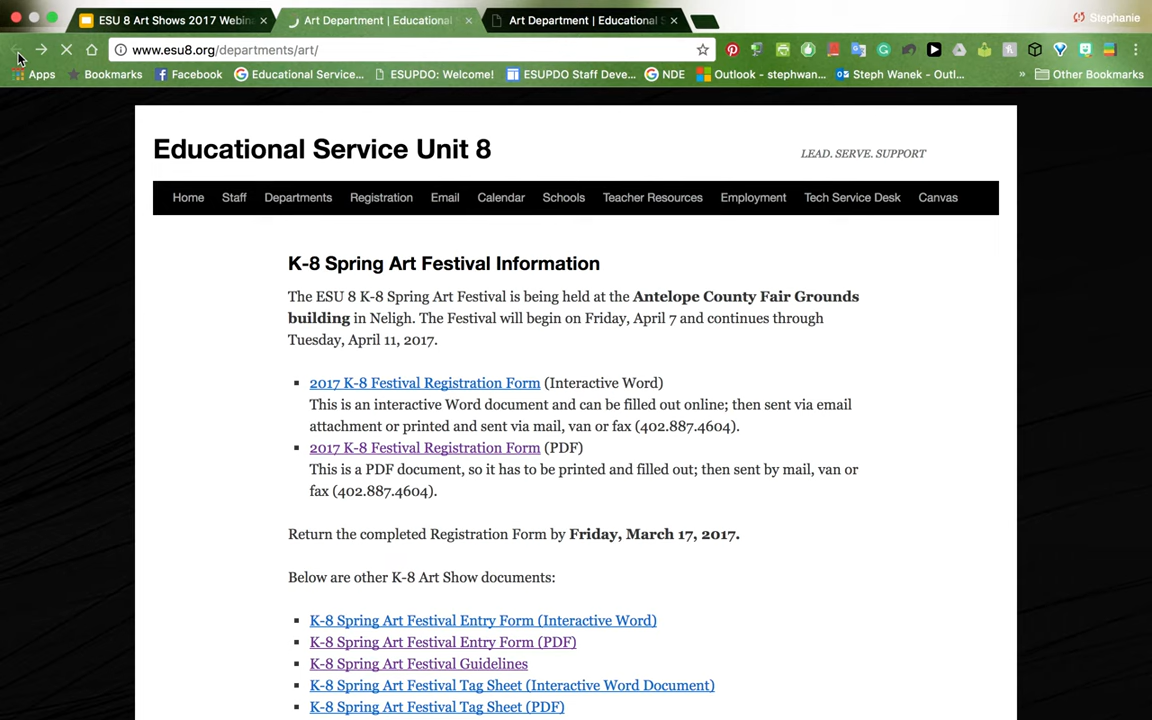 ESU 8 Art Shows 2017 Webin
Art Department | Educational
Art Department | Educational S
Stephanie
www.esu8.org/departments/art/
Apps
Bookmarks
Facebook
Educational Service...
ESUPDO: Welcome!
ESUPDO Staff Deve...
NDE
Outlook - stephwan...
Steph Wanek - Outl...
»
Other Bookmarks
Educational Service Unit 8
LEAD. SERVE. SUPPORT
Home Staff Departments Registration Email Calendar Schools Teacher Resources Employment Tech Service Desk Canvas
K-8 Spring Art Festival Information
The ESU 8 K-8 Spring Art Festival is being held at the Antelope County Fair Grounds
building in Neligh. The Festival will begin on Friday, April 7 and continues through
Tuesday, April 11, 2017.
2017 K-8 Festival Registration Form (Interactive Word)
This is an interactive Word document and can be filled out online; then sent via email
attachment or printed and sent via mail, van or fax (402.887.4604).
2017 K-8 Festival Registration Form (PDF)
This is a PDF document, so it has to be printed and filled out; then sent by mail, van or
fax (402.887.4604).
Return the completed Registration Form by Friday, March 17, 2017.
Below are other K-8 Art Show documents:
K-8 Spring Art Festival Entry Form (Interactive Word)
K-8 Spring Art Festival Entry Form (PDF)
K-8 Spring Art Festival Guidelines
K-8 Spring Art Festival Tag Sheet (Interactive Word Document)
K-8 Spring Art Festival Tag Sheet (PDF)